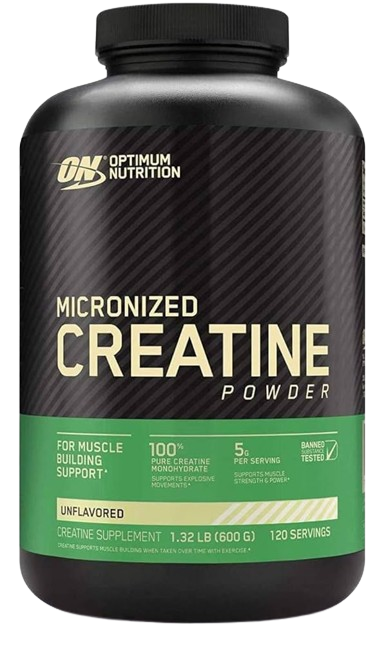 ON® OPTIMUM
NUTRITION
MICRONIZED
CREATINE
POWDER
FOR MUSCLE
BUILDING
SUPPORT*
100%
PURE CREATINE
MONOHYDRATE
SUPPORTS EXPLOSIVE
MOVEMENTS*
5G
PER SERVING
SUPPORTS MUSCLE
STRENGTH & POWER*
BANNED
SUBSTANCE
TESTED
UNFLAVORED
CREATINE SUPPLEMENT 1.32 LB (600 G) 120 SERVINGS
CREATINE SUPPORTS MUSCLE BUILDING WHEN TAKEN OVER TIME WITH EXERCISE.*